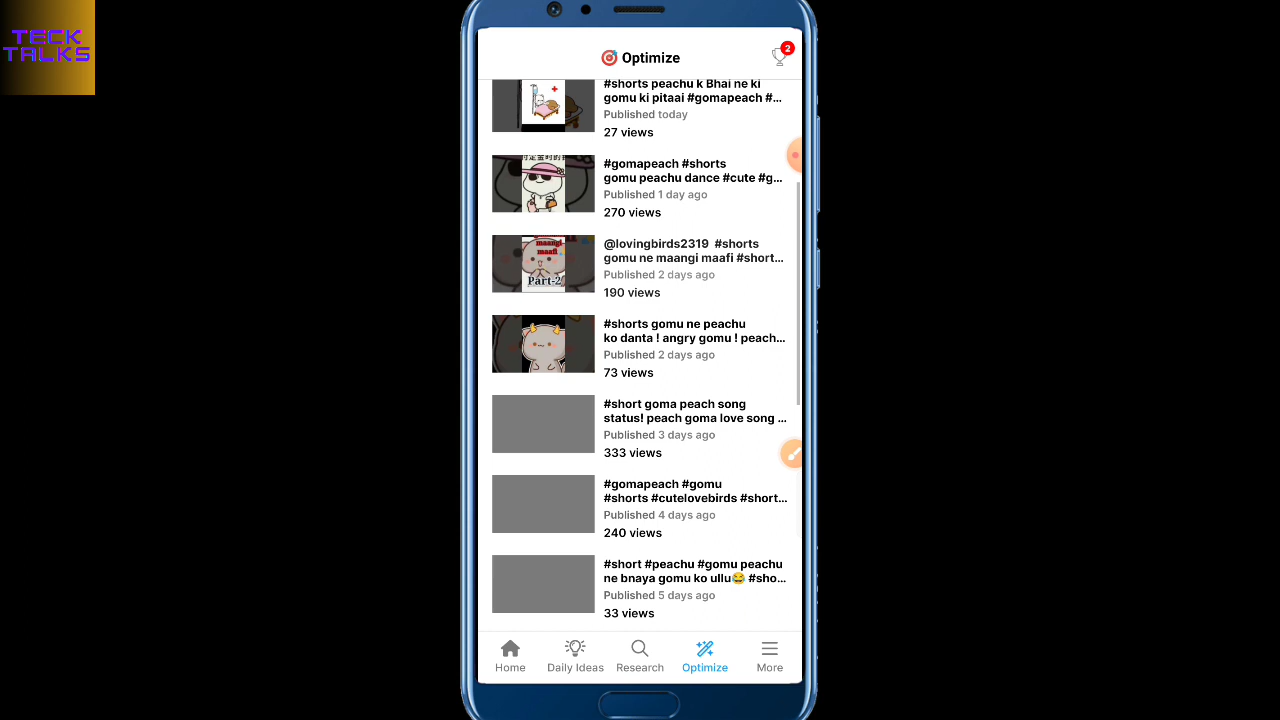 TECK
TALKS
🎯 Optimize
2
#shorts peachu k Bhai ne ki
gomu ki pitaai #gomapeach #...
Published today
27 views
#gomapeach #shorts
gomu peachu dance #cute #g...
Published 1 day ago
270 views
@lovingbirds2319 #shorts
gomu ne maangi maafi #short...
Published 2 days ago
190 views
maangi
maafi
Part-2
#shorts gomu ne peachu
ko danta ! angry gomu ! peach...
Published 2 days ago
73 views
#short goma peach song
status! peach goma love song ...
Published 3 days ago
333 views
#gomapeach #gomu
#shorts #cutelovebirds #short...
Published 4 days ago
240 views
#short #peachu #gomu peachu
ne bnaya gomu ko ullu😂 #sho...
Published 5 days ago
33 views
Home
Daily Ideas
Research
Optimize
More